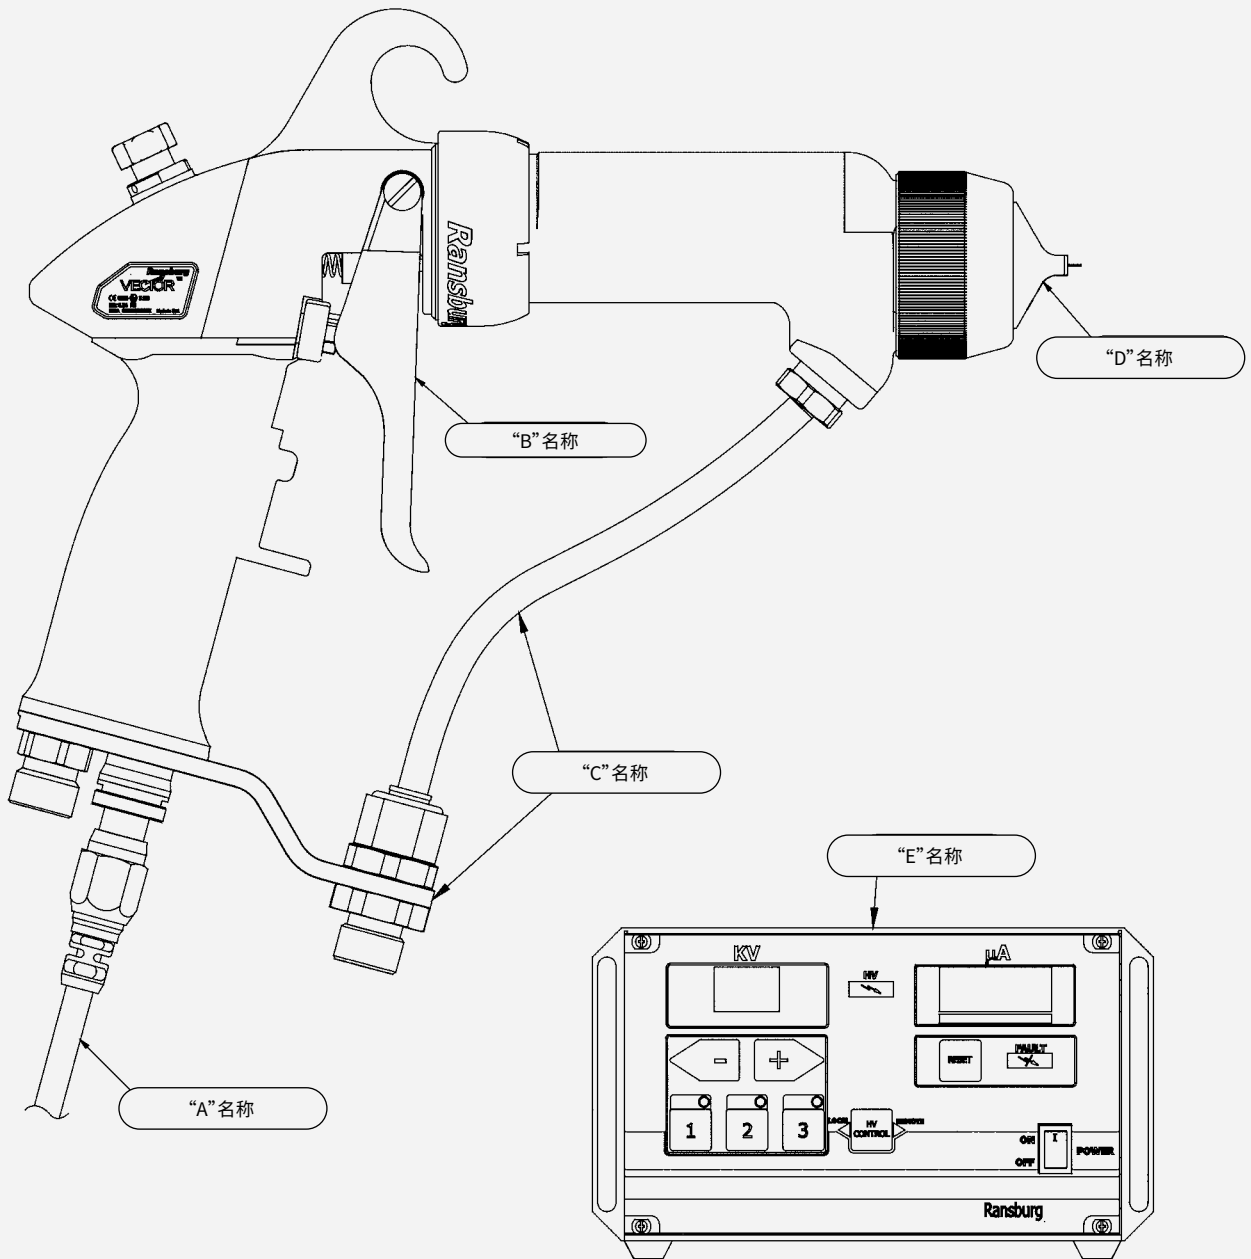 Ransburg
VECTOR
“D”名称
“B”名称
“C”名称
“E”名称
“A”名称
KV
HV
µA
- +
RESET
FAULT
1 2 3
LOCAL
HV
CONTROL
REMOTE
ON
OFF
I
POWER
Ransburg